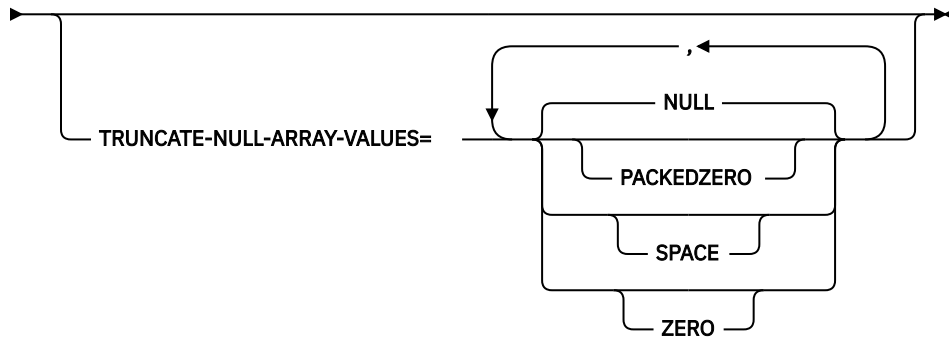 ,
NULL
TRUNCATE-NULL-ARRAY-VALUES=
PACKEDZERO
SPACE
ZERO